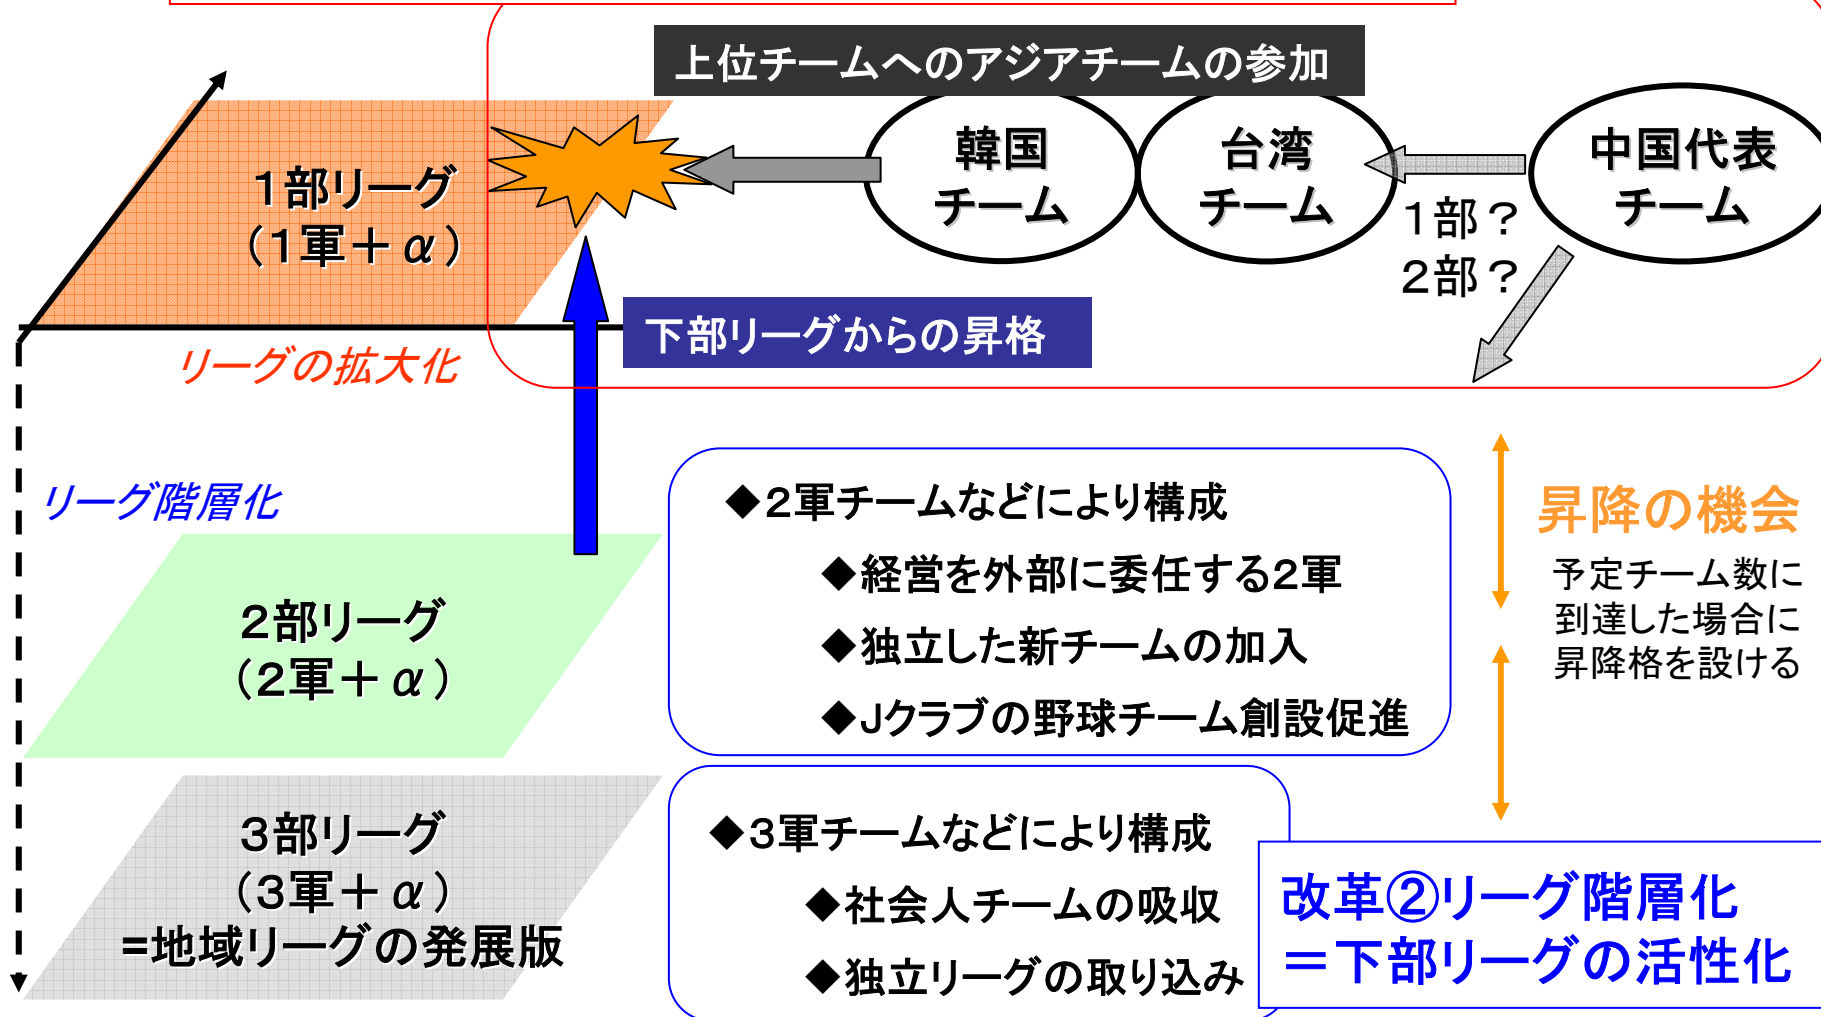 上位チームへのアジアチームの参加
韓国
チーム
台湾
チーム
中国代表
チーム
1部リーグ
（1軍＋α）
1部？
2部？
下部リーグからの昇格
リーグの拡大化
リーグ階層化
◆2軍チームなどにより構成
◆経営を外部に委任する2軍
◆独立した新チームの加入
◆Jクラブの野球チーム創設促進
昇降の機会
予定チーム数に
到達した場合に
昇降格を設ける
2部リーグ
（2軍＋α）
3部リーグ
（3軍＋α）
=地域リーグの発展版
◆3軍チームなどにより構成
◆社会人チームの吸収
◆独立リーグの取り込み
改革②リーグ階層化
＝下部リーグの活性化